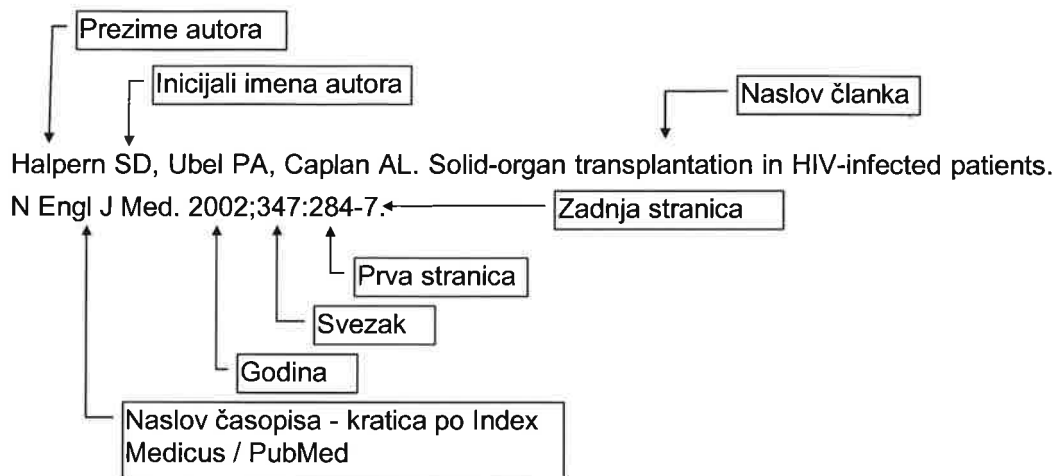 Prezime autora
Inicijali imena autora
Naslov članka
Halpern SD, Ubel PA, Caplan AL. Solid-organ transplantation in HIV-infected patients.
N Engl J Med. 2002;347:284-7.
Zadnja stranica
Prva stranica
Svezak
Godina
Naslov časopisa - kratica po Index
Medicus / PubMed